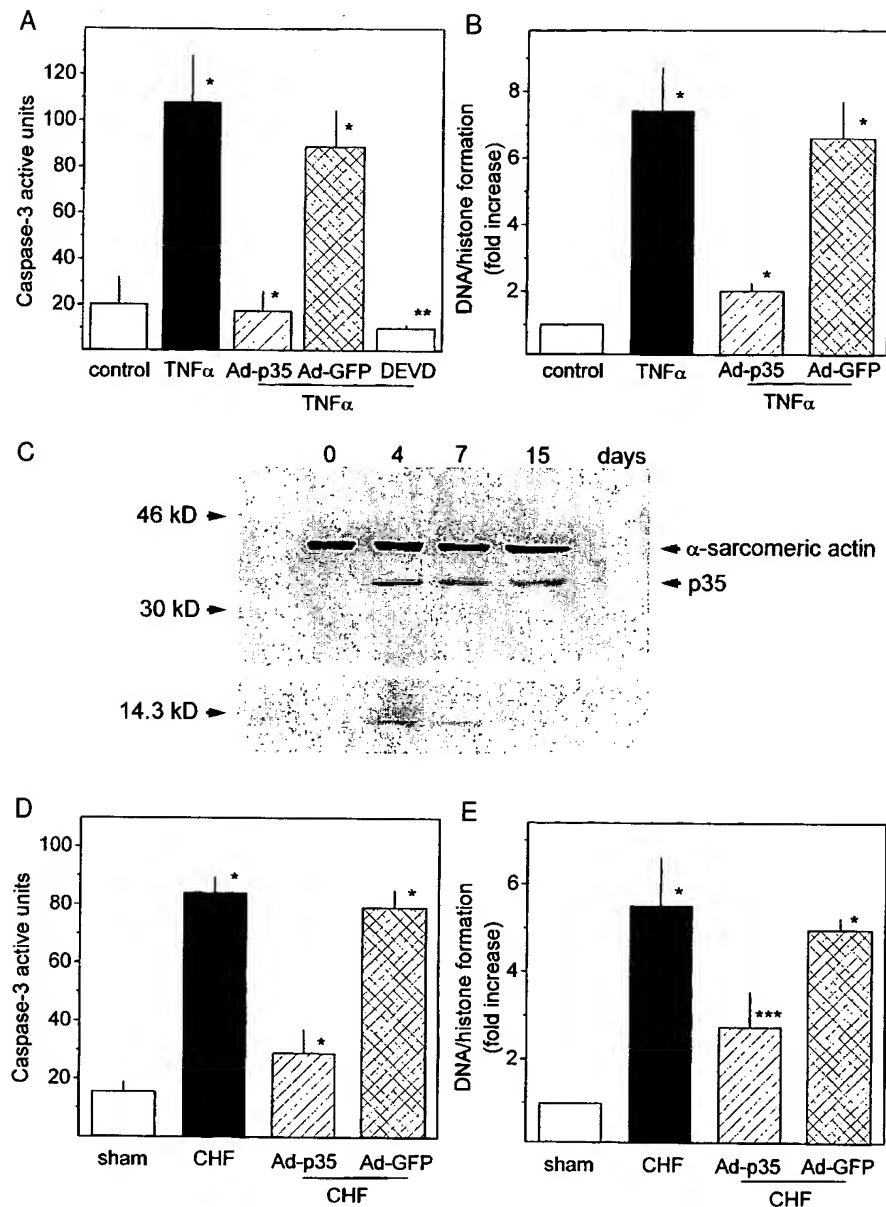 A
Caspase-3 active units
120
100
80
60
40
20
*
*
*
**
control TNFα Ad-p35 Ad-GFP DEVD
TNFα
B
DNA/histone formation
(fold increase)
8
6
4
2
*
*
*
control TNFα Ad-p35 Ad-GFP
TNFα
C
0 4 7 15 days
46 kD
α-sarcomeric actin
p35
30 kD
14.3 kD
D
Caspase-3 active units
100
80
60
40
20
*
*
*
sham CHF Ad-p35 Ad-GFP
CHF
E
DNA/histone formation
(fold increase)
6
4
2
*
***
*
sham CHF Ad-p35 Ad-GFP
CHF